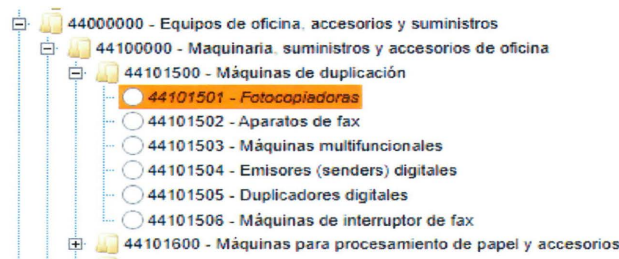 44000000 - Equipos de oficina, accesorios y suministros
44100000 - Maquinaria, suministros y accesorios de oficina
44101500 - Máquinas de duplicación
44101501 - Fotocopiadoras
44101502 - Aparatos de fax
44101503 - Máquinas multifuncionales
44101504 - Emisores (senders) digitales
44101505 - Duplicadores digitales
44101506 - Máquinas de interruptor de fax
44101600 - Máquinas para procesamiento de papel y accesorios